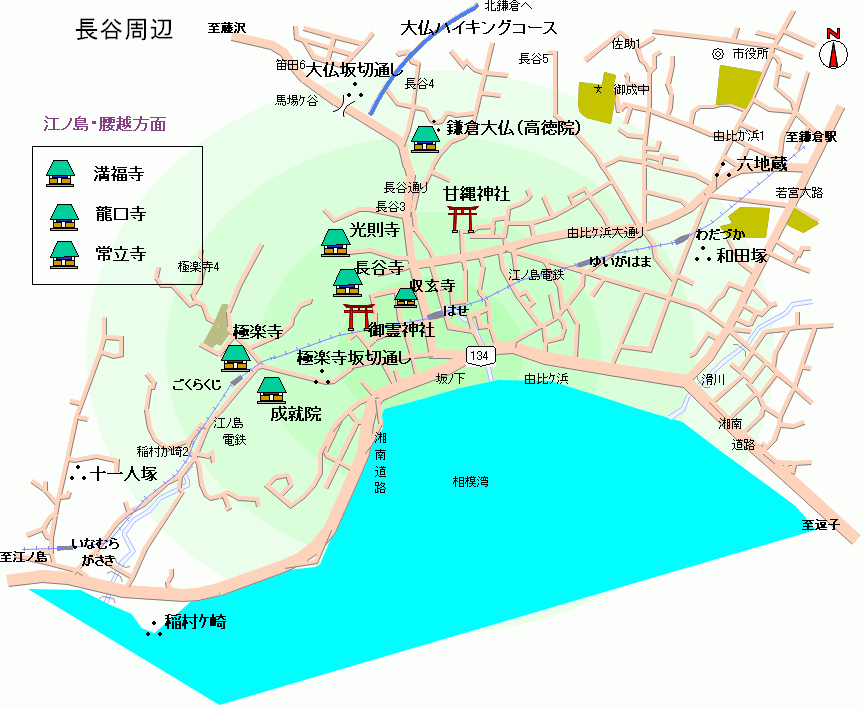 長谷周辺
至藤沢
北鎌倉へ
大仏ハイキングコース
佐助1
N
市役所
笹田6
大仏坂切通し
長谷5
長谷4
御成中
馬場ケ谷
江ノ島・腰越方面
鎌倉大仏(高徳院)
由比ガ浜1
至鎌倉駅
六地蔵
満福寺
龍口寺
常立寺
長谷通り
長谷3
甘縄神社
若宮大路
光則寺
由比ケ浜大通り
わだづか
和田塚
極楽寺4
長谷寺
収玄寺
江ノ島電鉄
ゆいがはま
はせ
極楽寺
御霊神社
極楽寺坂切通し
134
ごくらくじ
坂ノ下
由比ケ浜
滑川
成就院
江ノ島
電鉄
湘南
道路
湘南道路
稲村が崎2
十一人塚
相模湾
至逗子
いなむら
がさき
至江ノ島
稲村ケ崎